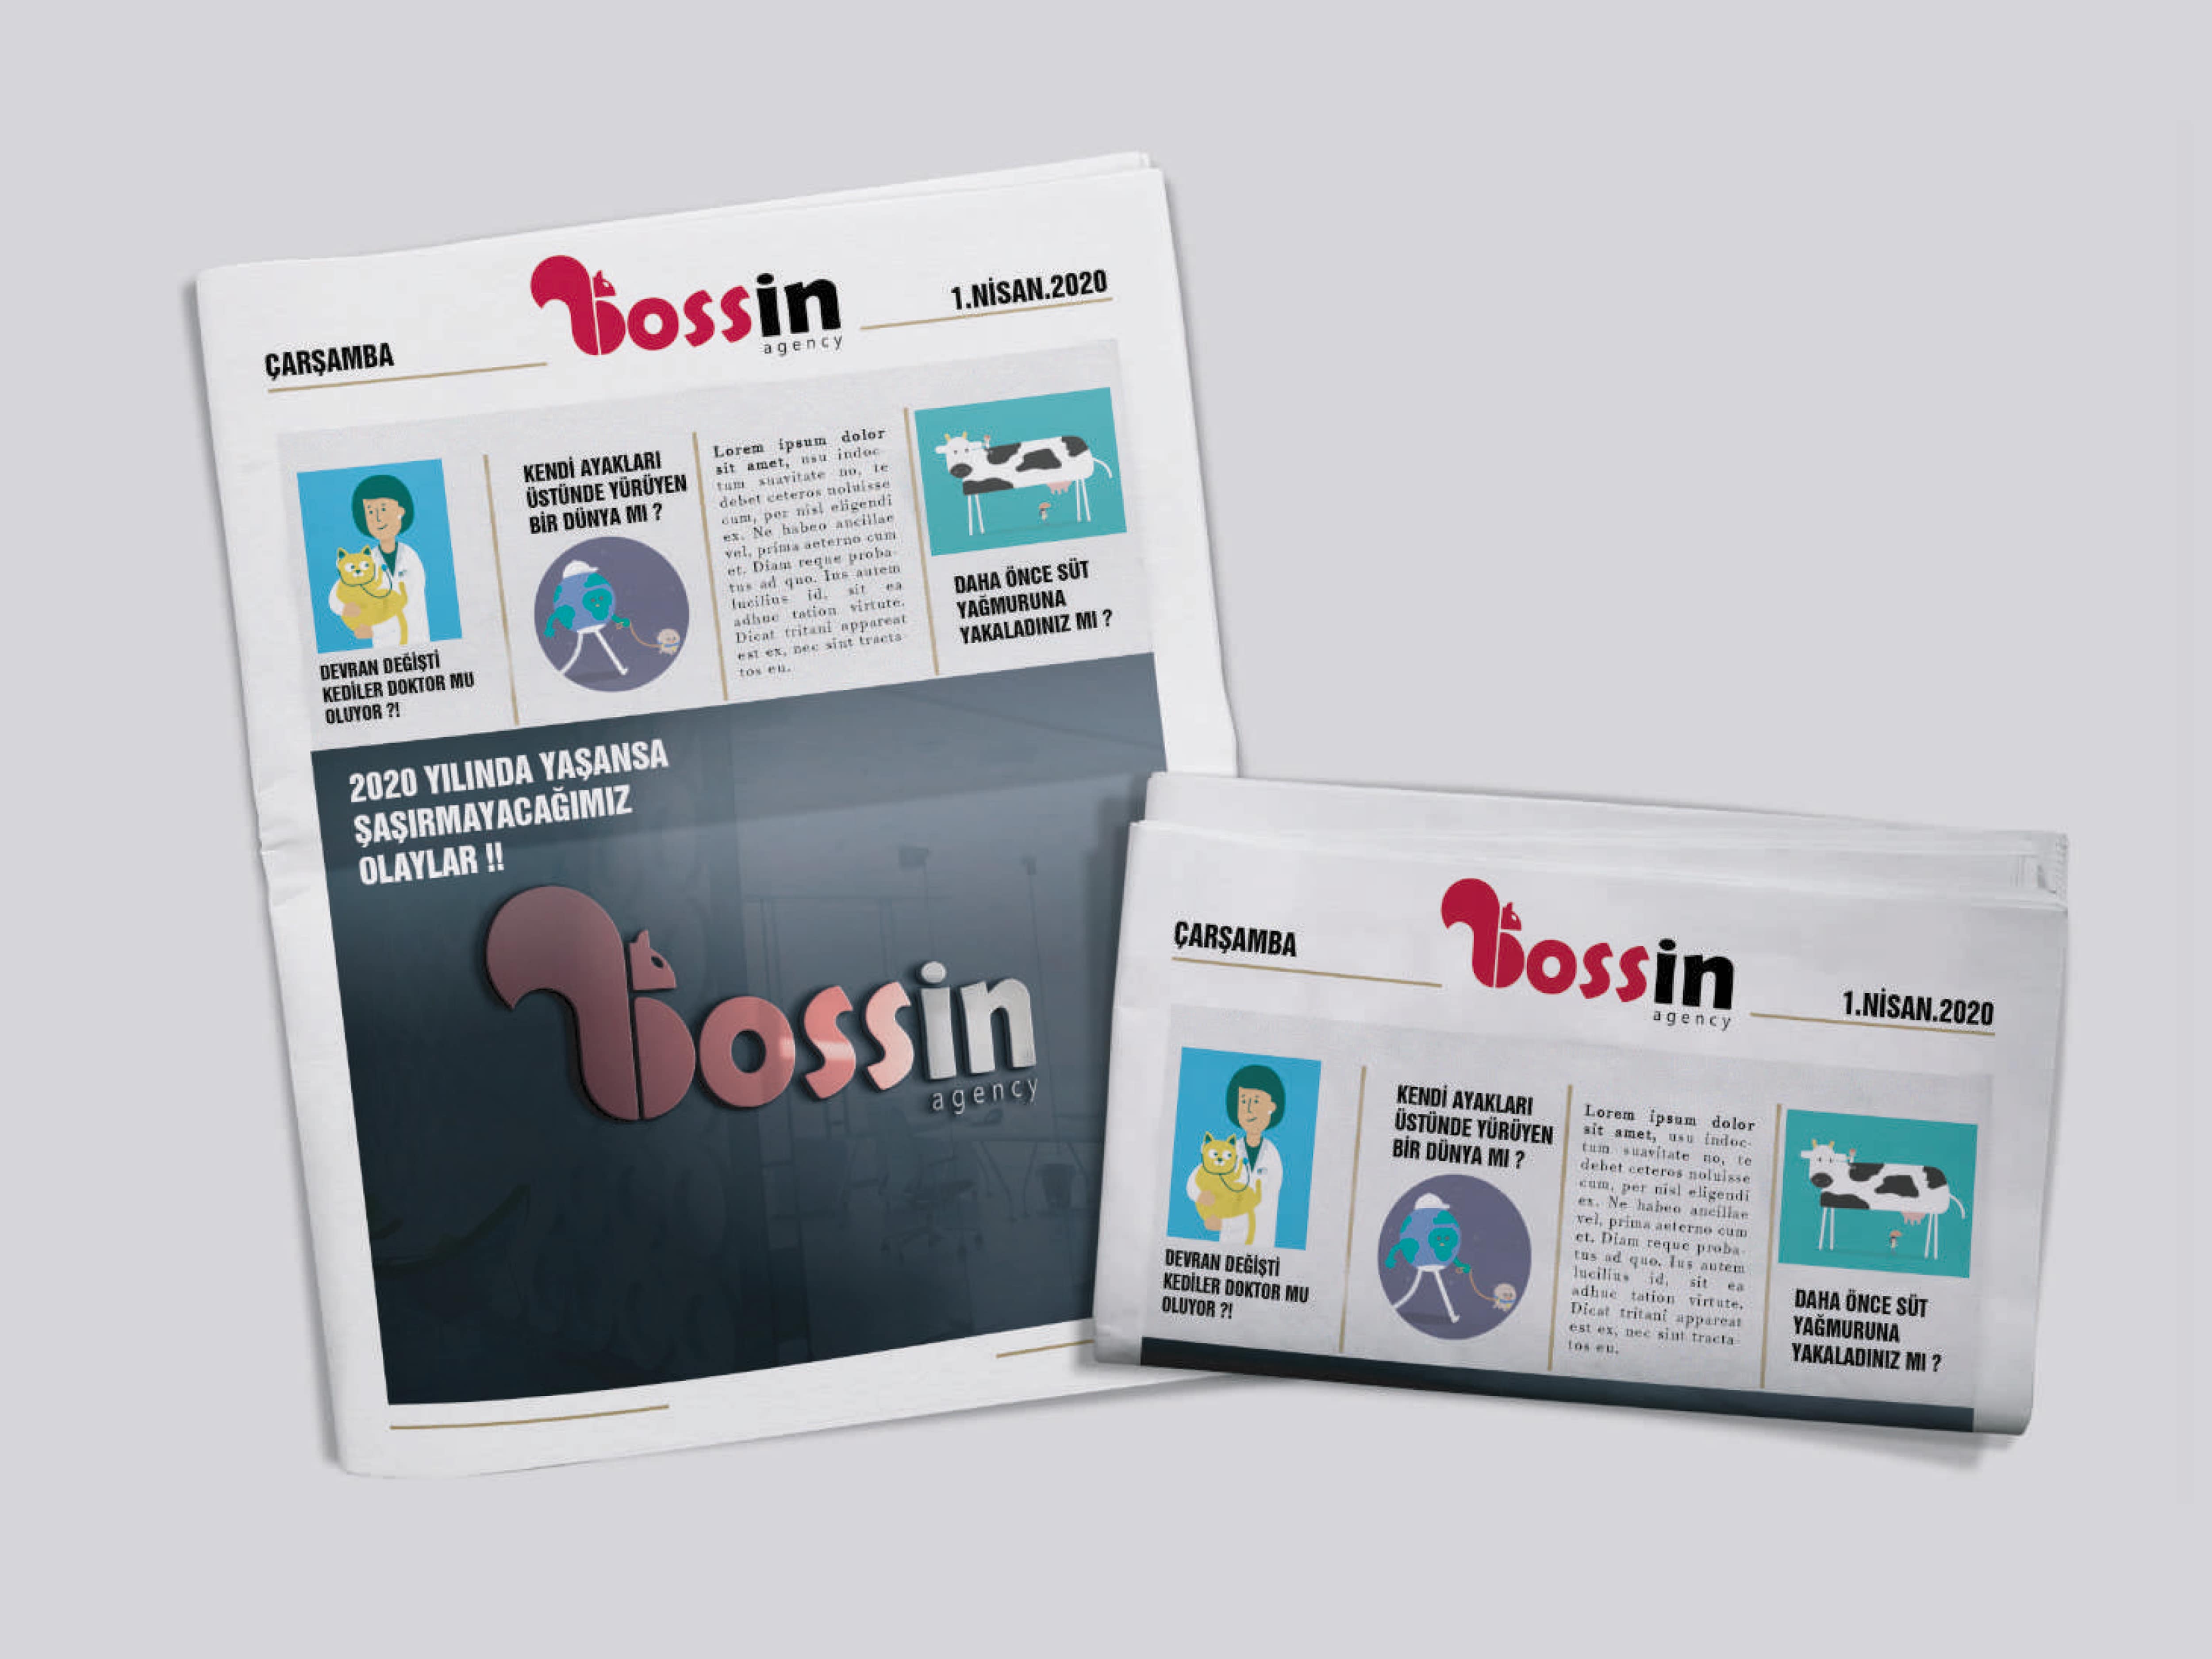 ÇARŞAMBA
bossin
agency
1.NİSAN.2020
DEVRAN DEĞİŞTİ
KEDİLER DOKTOR MU
OLUYOR ?!
KENDİ AYAKLARI
ÜSTÜNDE YÜRÜYEN
BİR DÜNYA MI ?
Lorem ipsum dolor
sit amet, usu indoc-
tum suavitate no, te
debet ceteros noluisse
cum, per nisl eligendi
ex. Ne habeo ancillae
vel, prima aeterno cum
et. Diam reque proba-
tus ad quo. Ius autem
lucilius id, sit ea
adhuc tation virtute.
Dicat tritani appareat
est ex, nec sint tracta-
tos eu.
DAHA ÖNCE SÜT
YAĞMURUNA
YAKALADINIZ MI ?
2020 YILINDA YAŞANSA
ŞAŞIRMAYACAĞIMIZ
OLAYLAR !!
bossin
agency
ÇARŞAMBA
bossin
agency
1.NİSAN.2020
DEVRAN DEĞİŞTİ
KEDİLER DOKTOR MU
OLUYOR ?!
KENDİ AYAKLARI
ÜSTÜNDE YÜRÜYEN
BİR DÜNYA MI ?
Lorem ipsum dolor
sit amet, usu indoc-
tum suavitate no, te
debet ceteros noluisse
cum, per nisl eligendi
ex. Ne habeo ancillae
vel, prima aeterno cum
et. Diam reque proba-
tus ad quo. Ius autem
lucilius id, sit ea
adhuc tation virtute.
Dicat tritani appareat
est ex, nec sint tracta-
tos eu.
DAHA ÖNCE SÜT
YAĞMURUNA
YAKALADINIZ MI ?